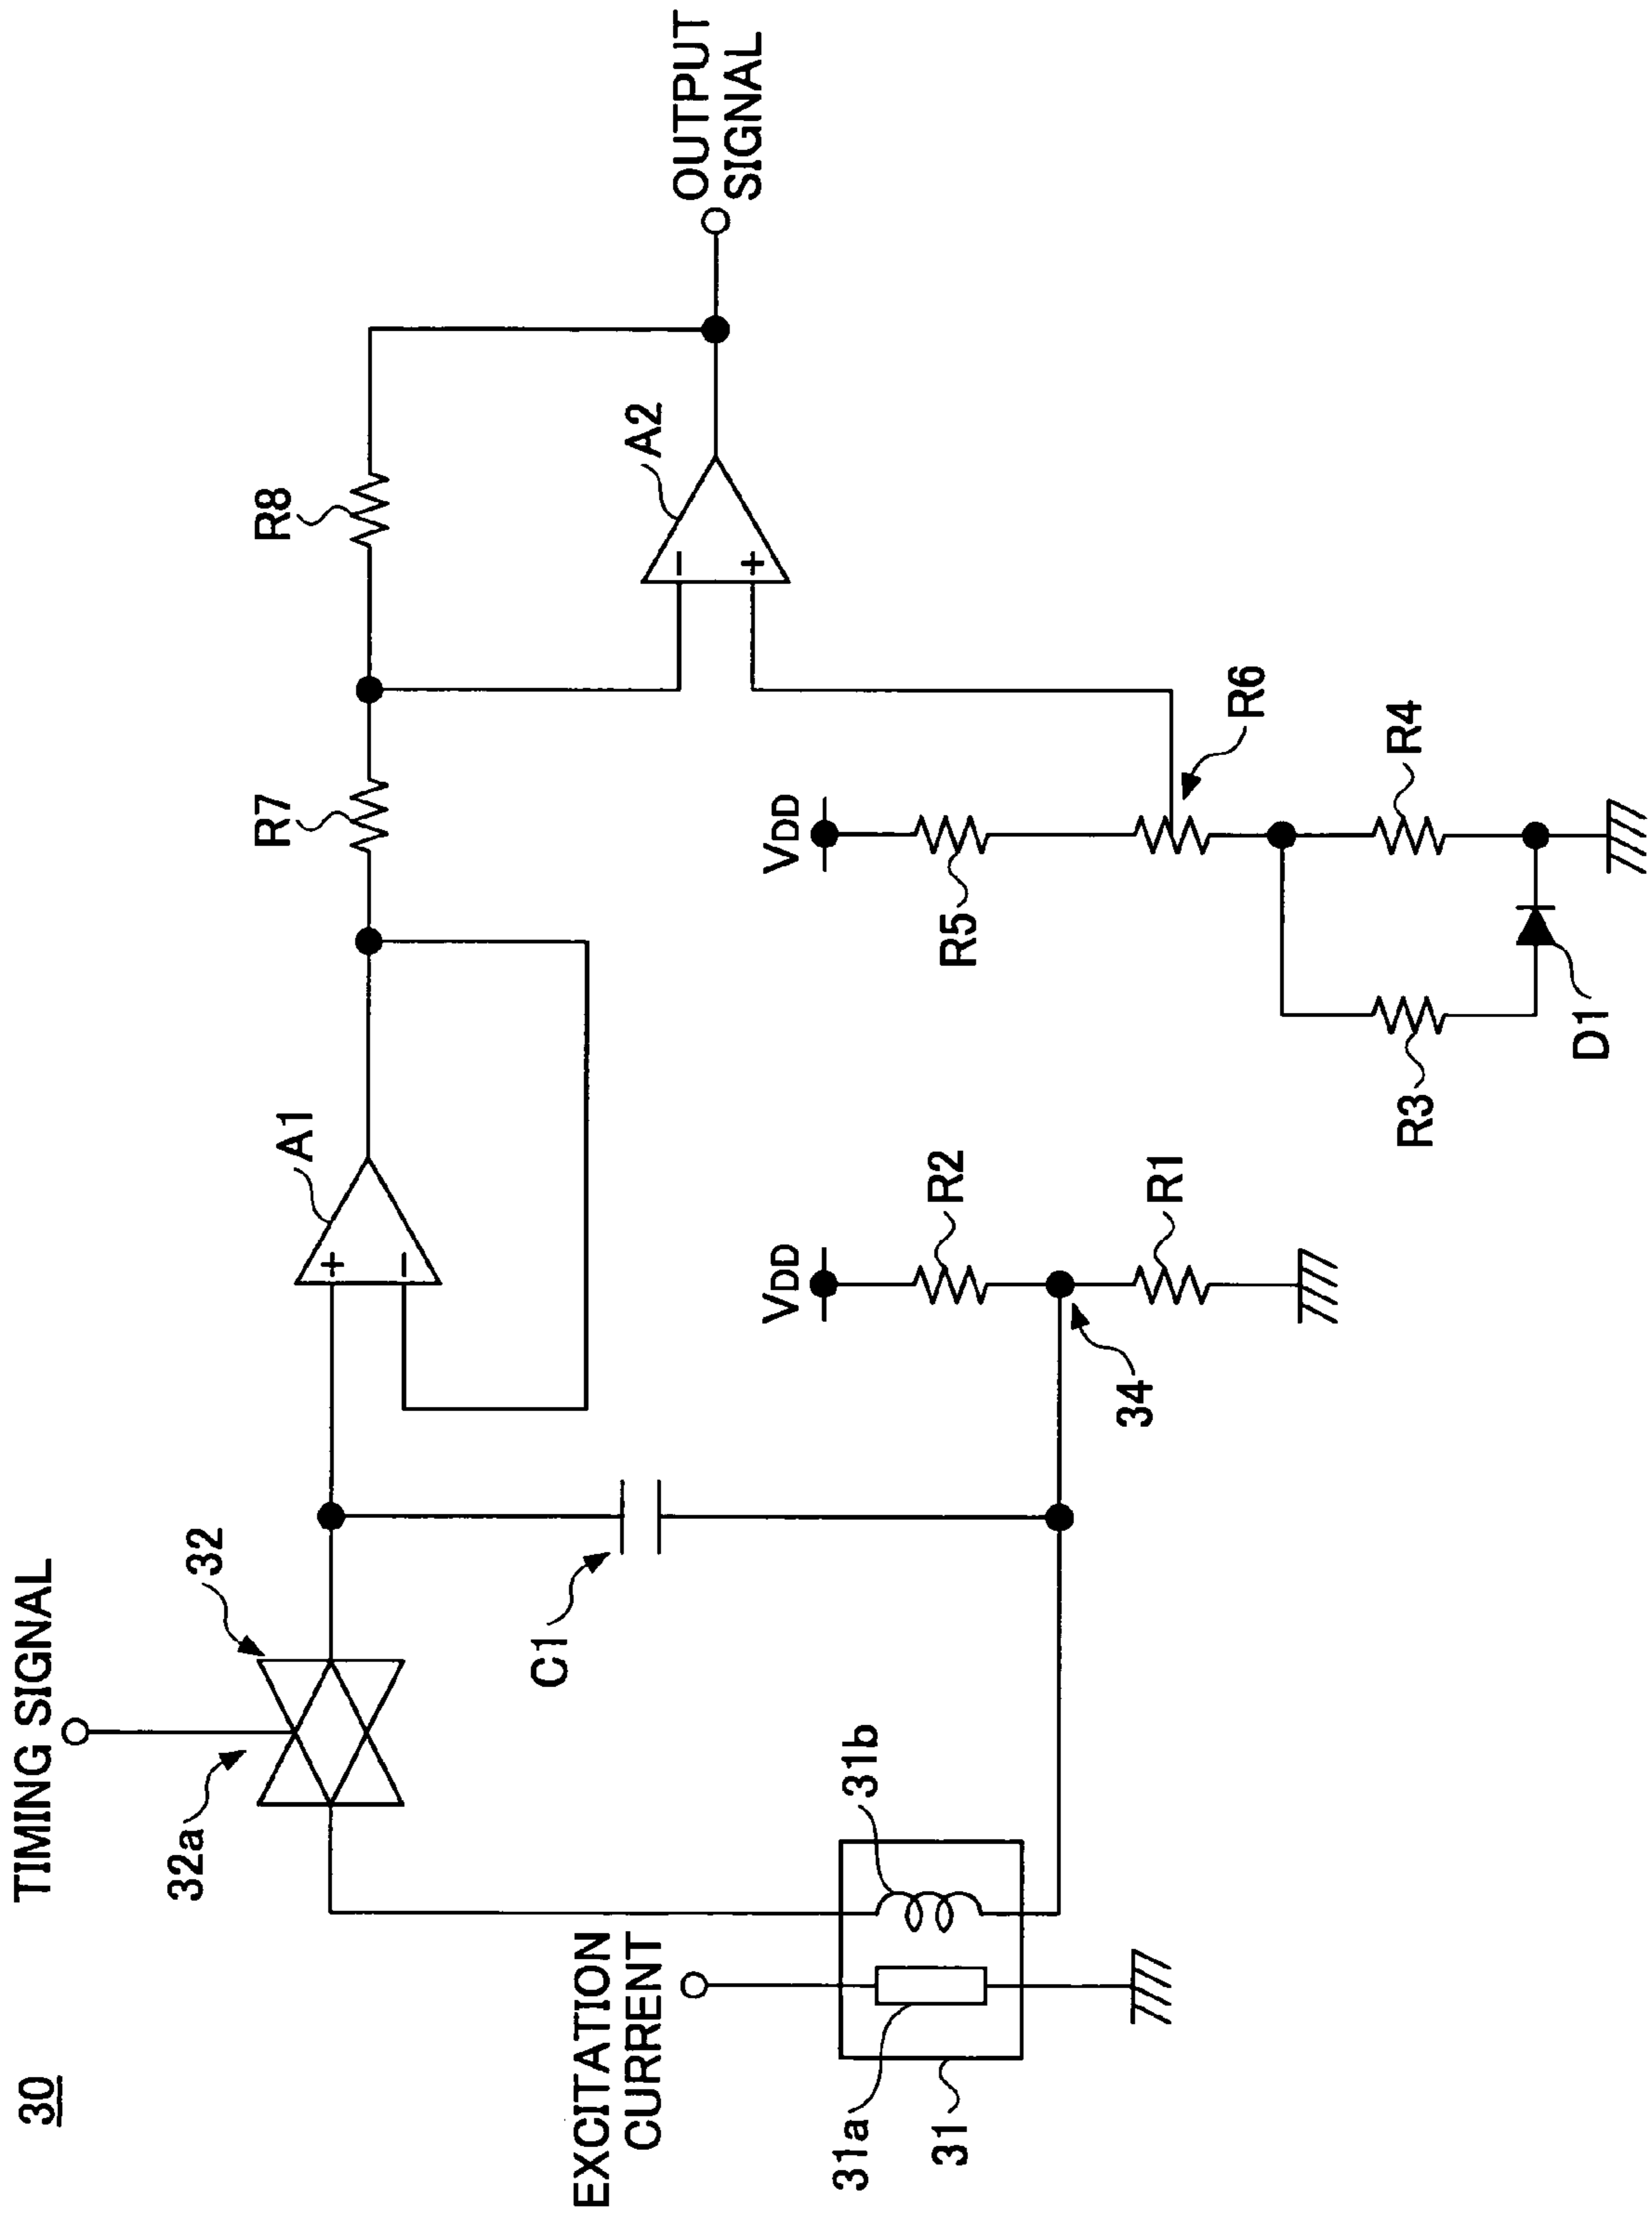 30
TIMING SIGNAL
32
32a
A1
R7
R8
OUTPUT
SIGNAL
A2
+
−
−
+
C1
EXCITATION
CURRENT
31b
31a
31
VDD
R2
34
R1
VDD
R5
R6
R4
R3
D1